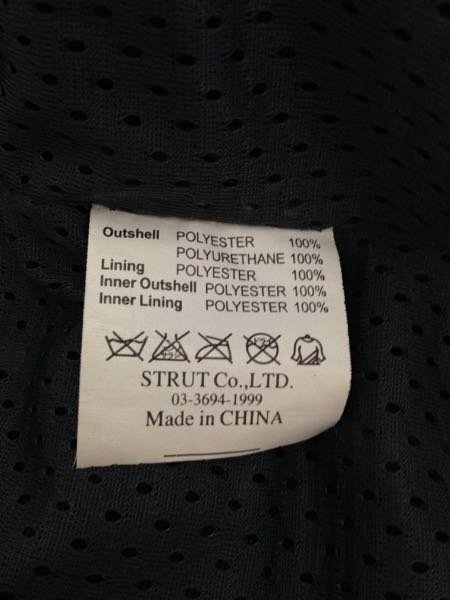 Outshell POLYESTER 100%
POLYURETHANE 100%
Lining POLYESTER 100%
Inner Outshell POLYESTER 100%
Inner Lining POLYESTER 100%
STRUT Co.,LTD.
03-3694-1999
Made in CHINA